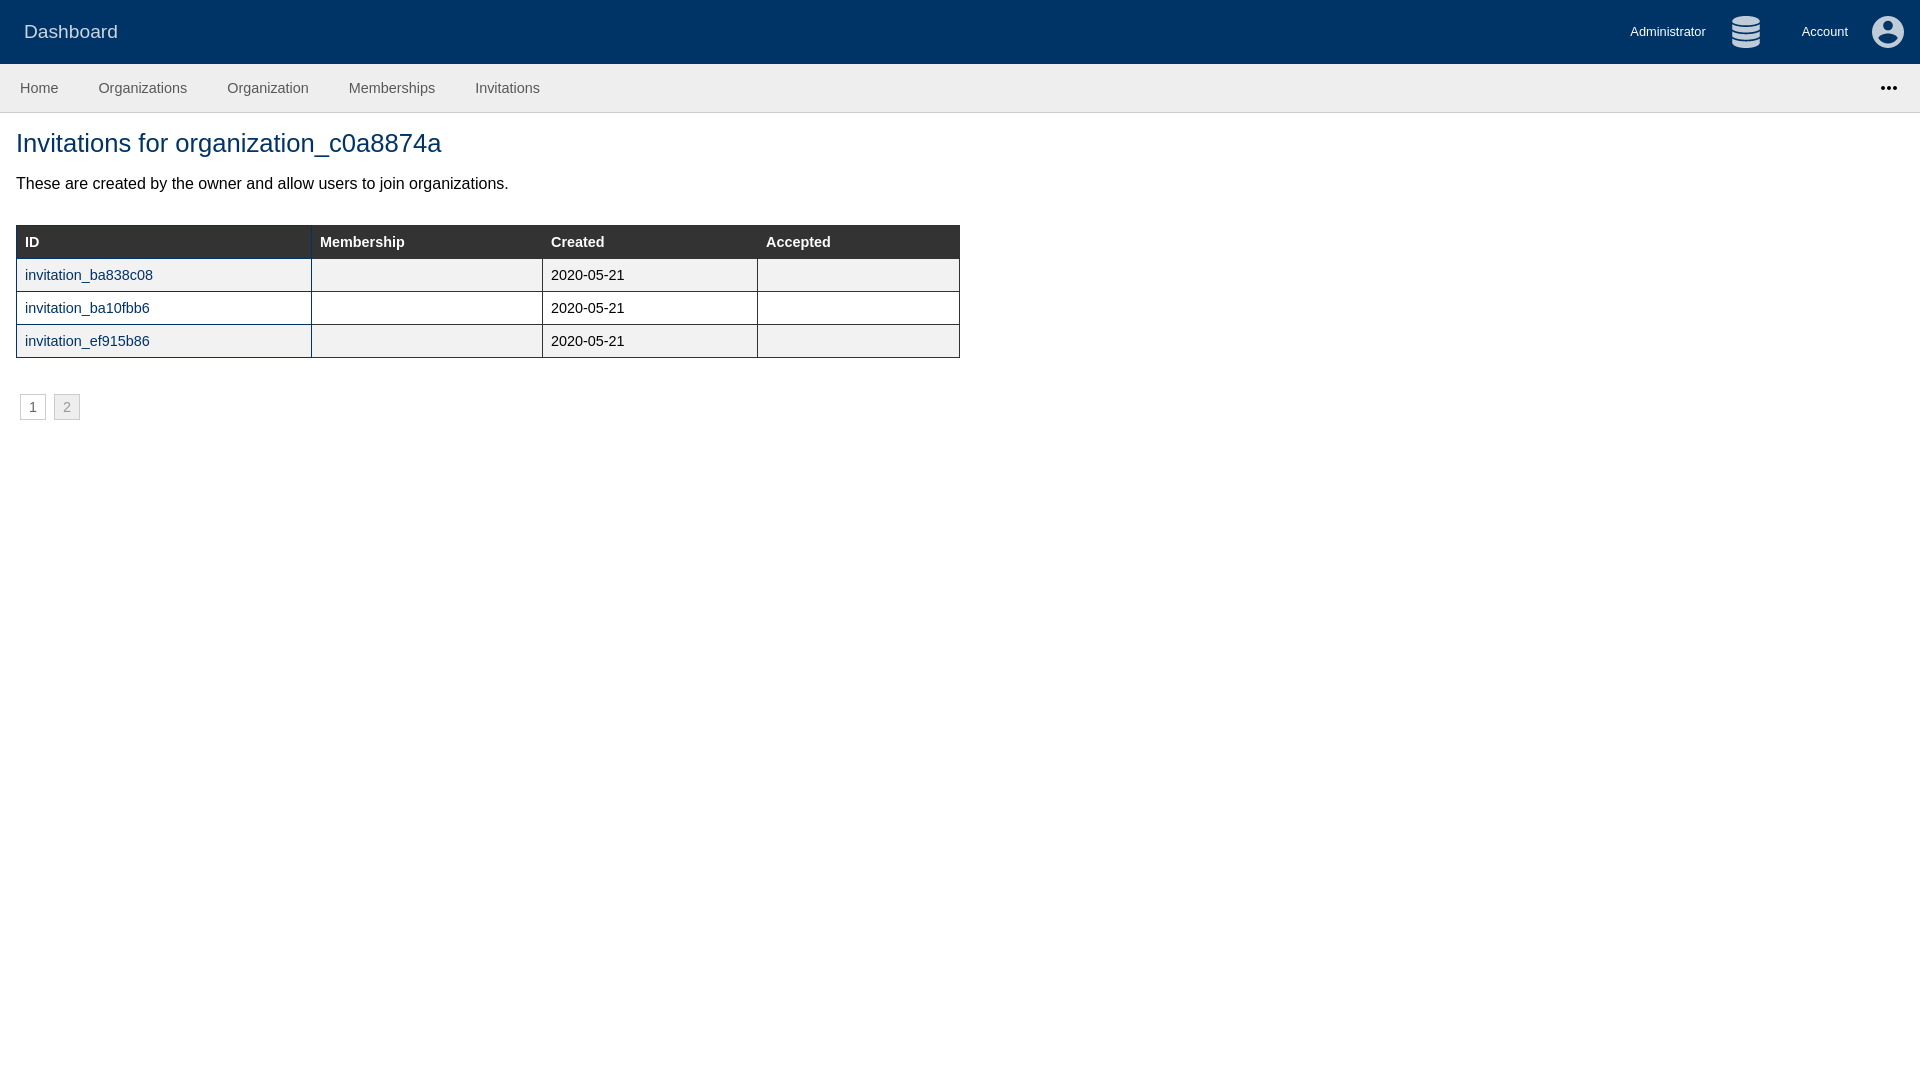 Dashboard
Administrator
Account
Home Organizations Organization Memberships Invitations
Invitations for organization_c0a8874a
These are created by the owner and allow users to join organizations.
ID Membership Created Accepted
invitation_ba838c08 2020-05-21
invitation_ba10fbb6 2020-05-21
invitation_ef915b86 2020-05-21
1 2